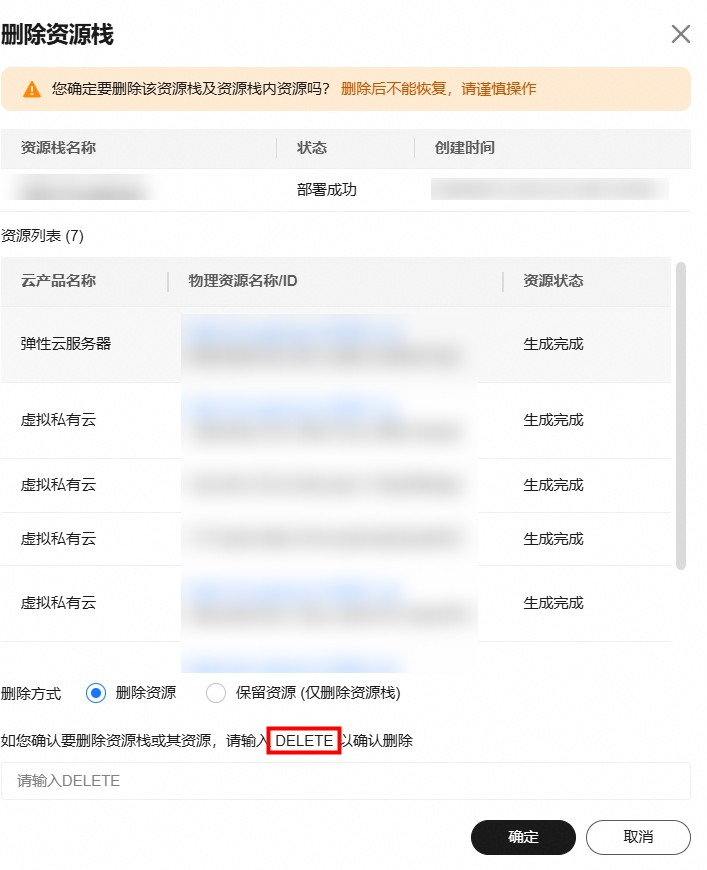 删除资源栈
您确定要删除该资源栈及资源栈内资源吗？ 删除后不能恢复，请谨慎操作
资源栈名称 状态 创建时间
部署成功
资源列表 (7)
云产品名称 物理资源名称/ID 资源状态
弹性云服务器 生成完成
虚拟私有云 生成完成
虚拟私有云 生成完成
虚拟私有云 生成完成
虚拟私有云 生成完成
删除方式 删除资源 保留资源 (仅删除资源栈)
如您确认要删除资源栈或其资源，请输入 DELETE 以确认删除
请输入DELETE
确定 取消